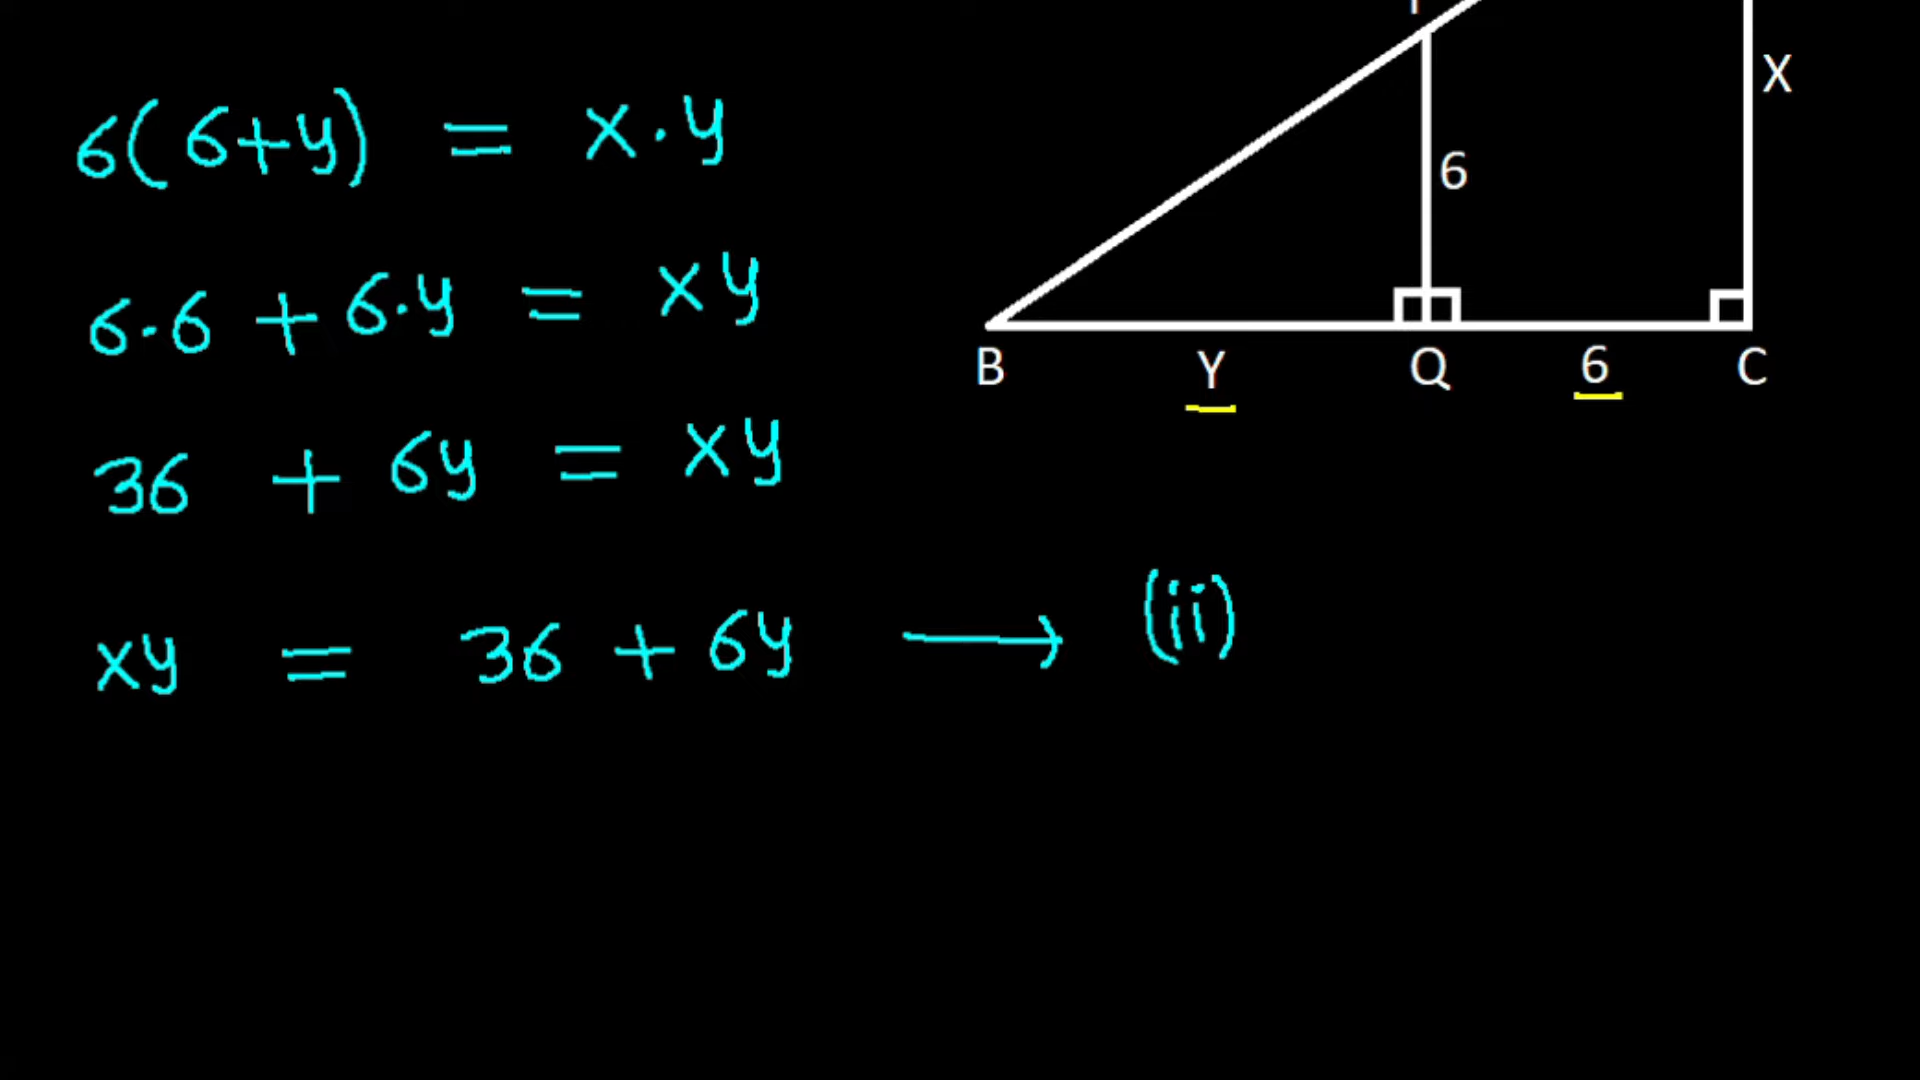 6(6+y) = x·y
6·6 + 6·y = xy
36 + 6y = xy
xy = 36 + 6y ⟶ (ii)
X
6
B Y Q 6 C